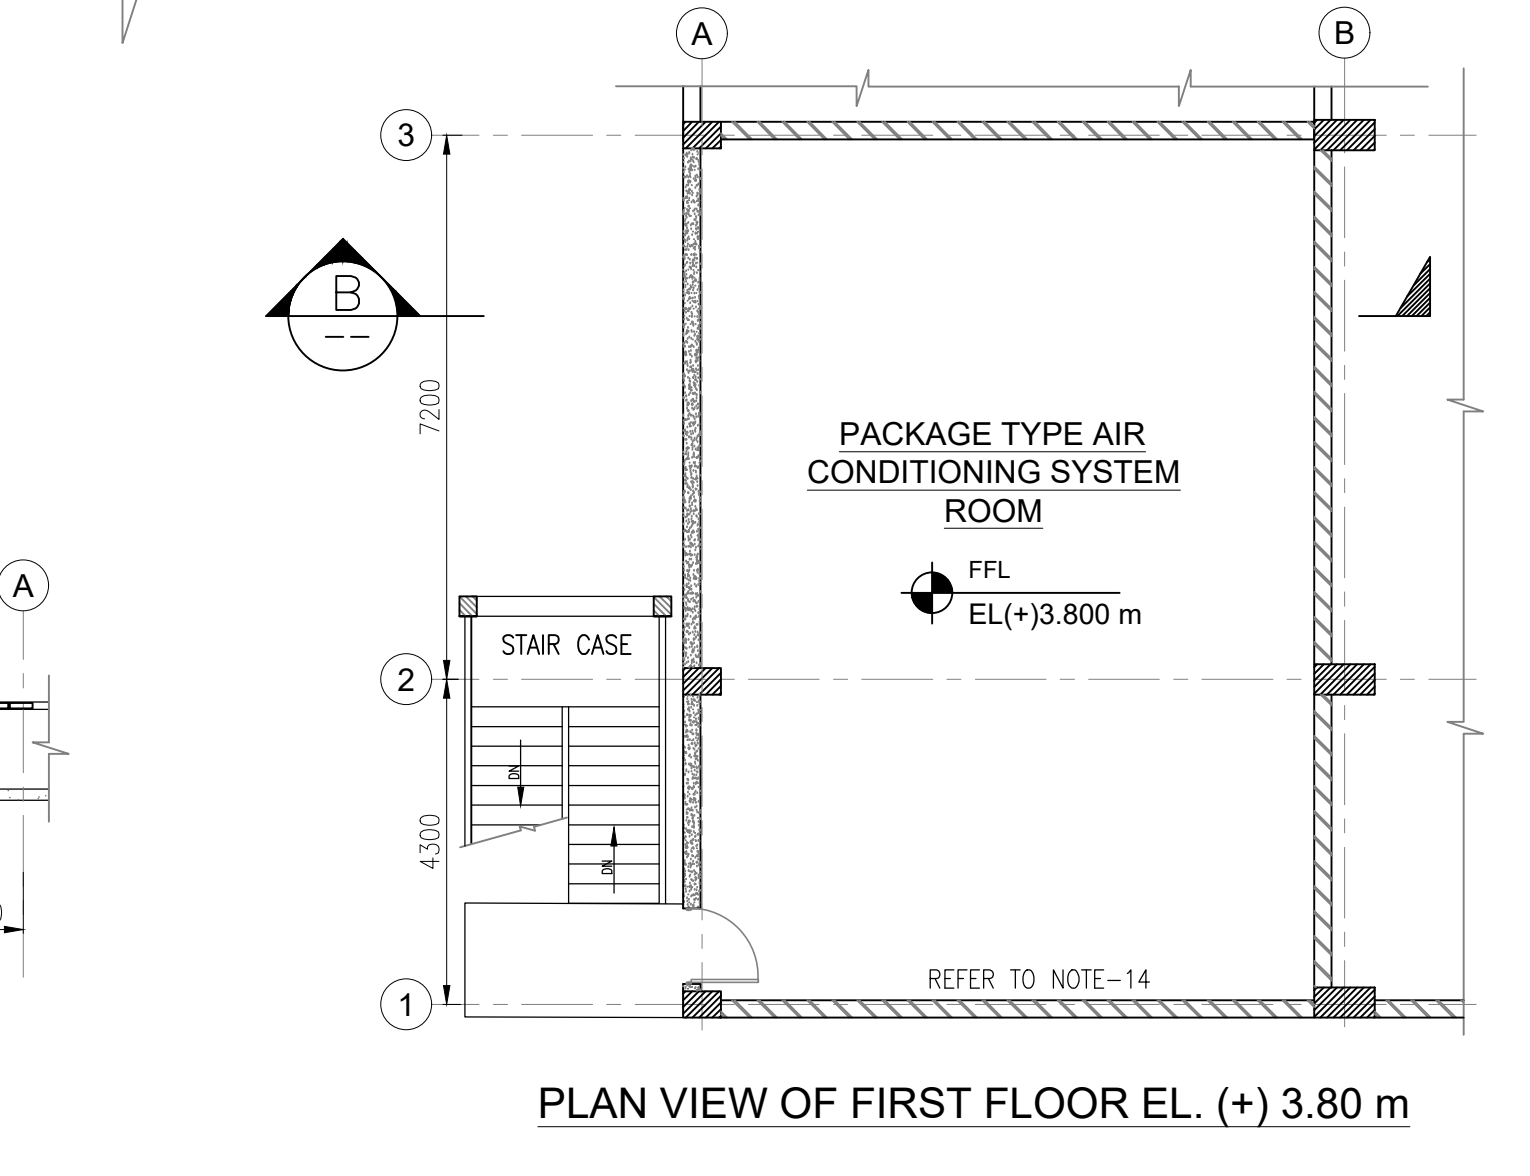 A
B
3
B
--
7200
PACKAGE TYPE AIR
CONDITIONING SYSTEM
ROOM
FFL
EL(+)3.800 m
A
STAIR CASE
2
DN
DN
4300
REFER TO NOTE-14
1
PLAN VIEW OF FIRST FLOOR EL. (+) 3.80 m